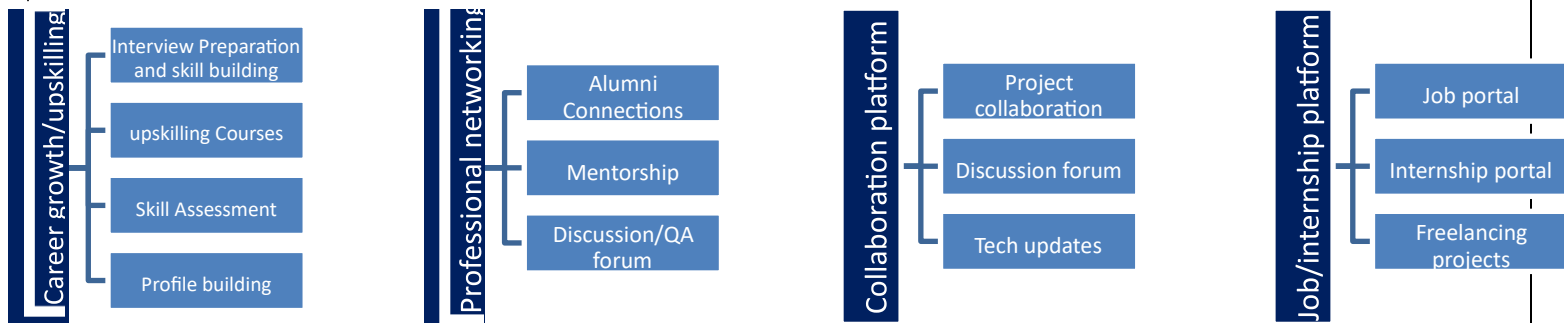 Career growth/upskilling
Interview Preparation
and skill building
upskilling Courses
Skill Assessment
Profile building
Professional networking
Alumni
Connections
Mentorship
Discussion/QA
forum
Collaboration platform
Project
collaboration
Discussion forum
Tech updates
Job/internship platform
Job portal
Internship portal
Freelancing
projects